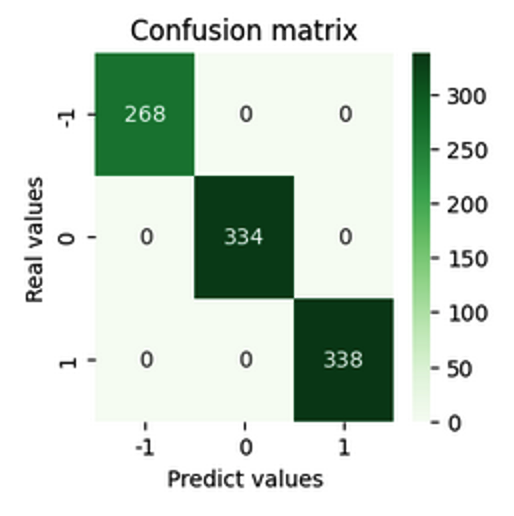 Confusion matrix
Real values
-1 268 0 0
0 0 334 0
1 0 0 338
-1 0 1
Predict values
300
250
200
150
100
50
0